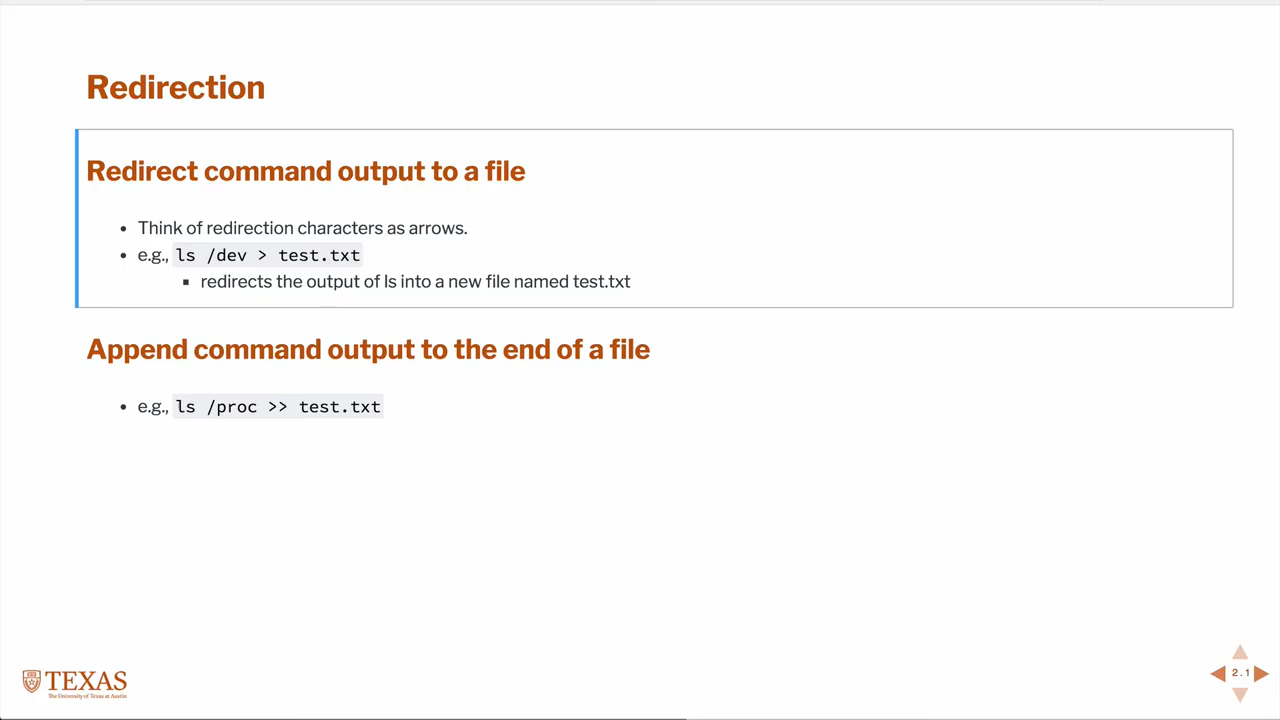 Redirection
Redirect command output to a file
• Think of redirection characters as arrows.
• e.g., ls /dev > test.txt
▪ redirects the output of ls into a new file named test.txt
Append command output to the end of a file
• e.g., ls /proc >> test.txt
TEXAS
The University of Texas at Austin
2.1